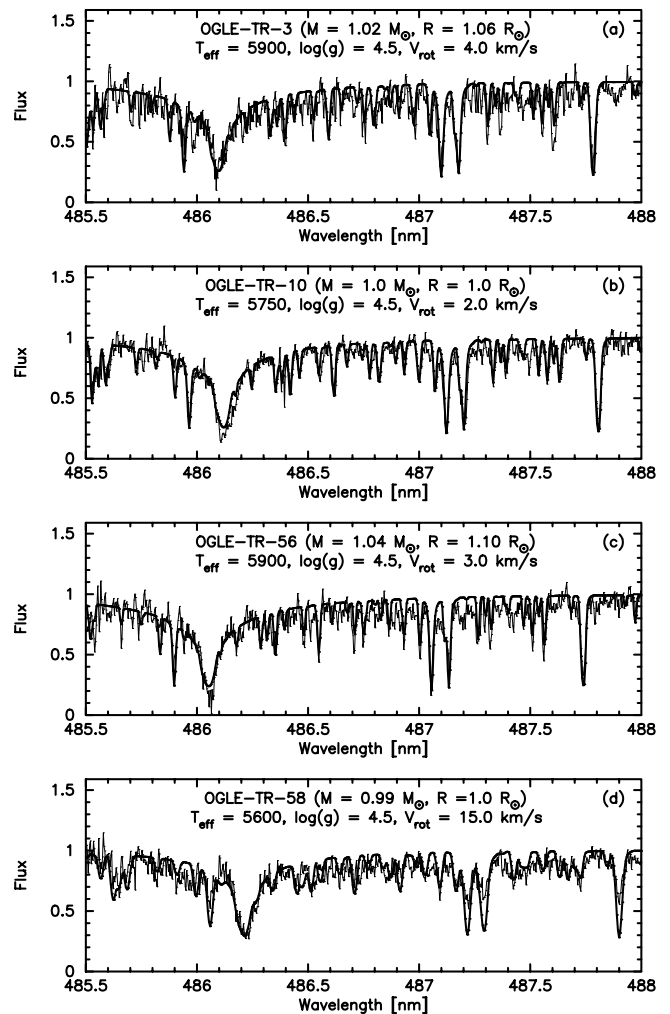 OGLE-TR-3 (M = 1.02 M⊙, R = 1.06 R⊙) (a)
Teff = 5900, log(g) = 4.5, Vrot = 4.0 km/s
1.5
1
0.5
0
Flux
485.5 486 486.5 487 487.5 488
Wavelength [nm]
OGLE-TR-10 (M = 1.0 M⊙, R = 1.0 R⊙) (b)
Teff = 5750, log(g) = 4.5, Vrot = 2.0 km/s
1.5
1
0.5
0
Flux
485.5 486 486.5 487 487.5 488
Wavelength [nm]
OGLE-TR-56 (M = 1.04 M⊙, R = 1.10 R⊙) (c)
Teff = 5900, log(g) = 4.5, Vrot = 3.0 km/s
1.5
1
0.5
0
Flux
485.5 486 486.5 487 487.5 488
Wavelength [nm]
OGLE-TR-58 (M = 0.99 M⊙, R =1.0 R⊙) (d)
Teff = 5600, log(g) = 4.5, Vrot = 15.0 km/s
1.5
1
0.5
0
Flux
485.5 486 486.5 487 487.5 488
Wavelength [nm]